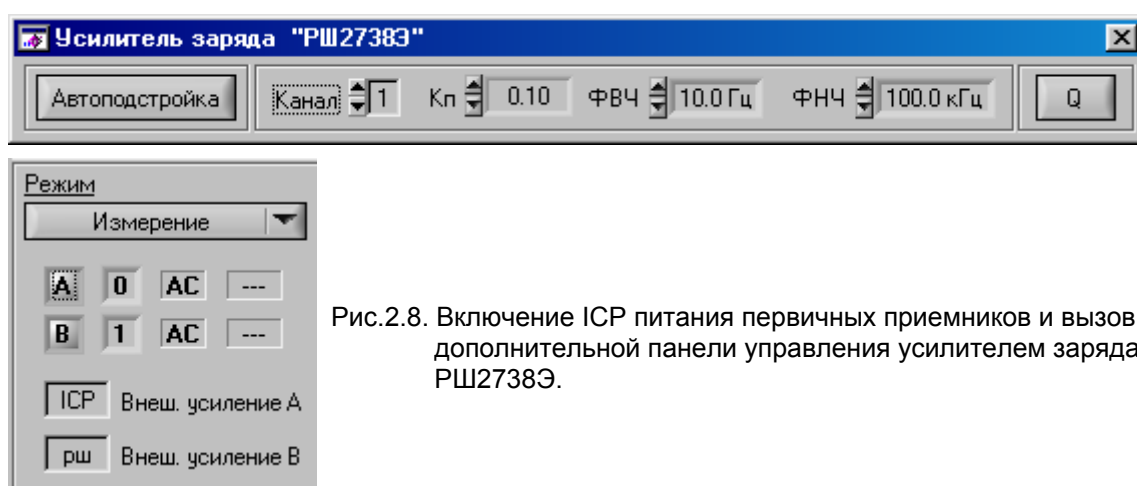 Усилитель заряда "РШ2738Э"
Автоподстройка Канал 1 Кп 0.10 ФВЧ 10.0 Гц ФНЧ 100.0 кГц Q
Режим
Измерение
A 0 AC ---
B 1 AC ---
ICP Внеш. усиление А
рш Внеш. усиление В
Рис.2.8. Включение ICP питания первичных приемников и вызов
дополнительной панели управления усилителем заряда
РШ2738Э.